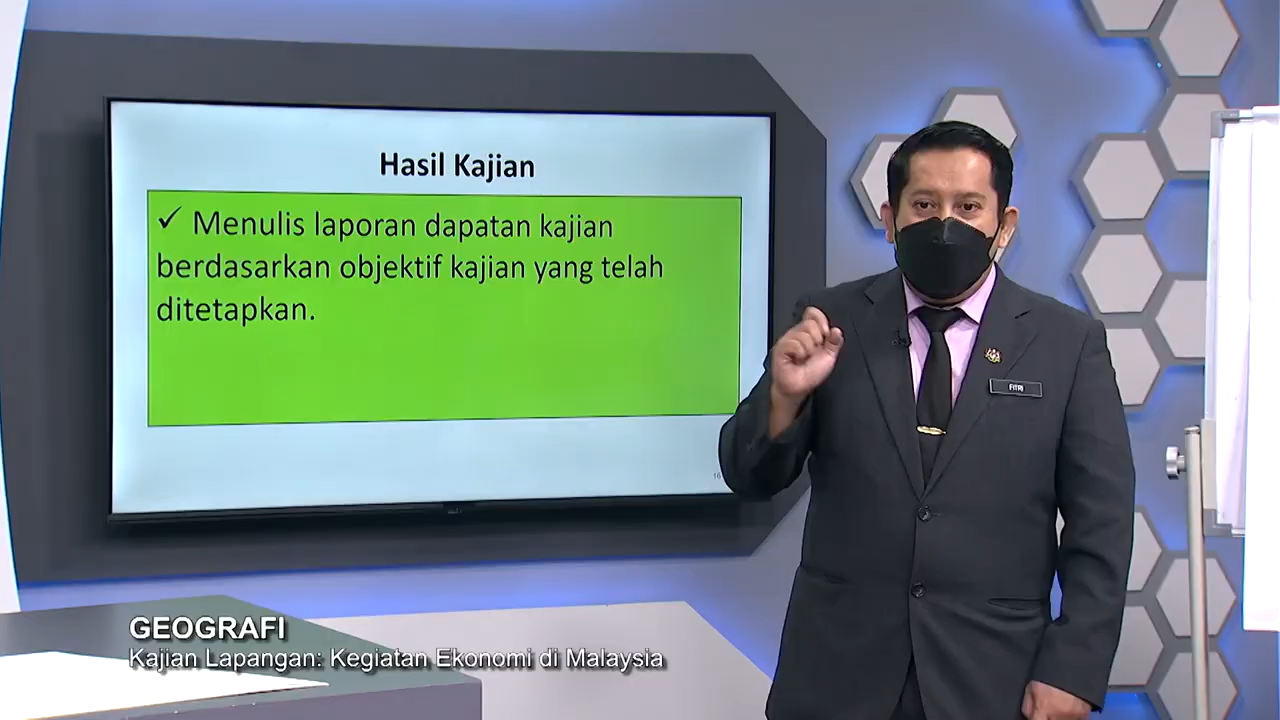 Hasil Kajian
✓ Menulis laporan dapatan kajian
berdasarkan objektif kajian yang telah
ditetapkan.
FITRI
GEOGRAFI
Kajian Lapangan: Kegiatan Ekonomi di Malaysia